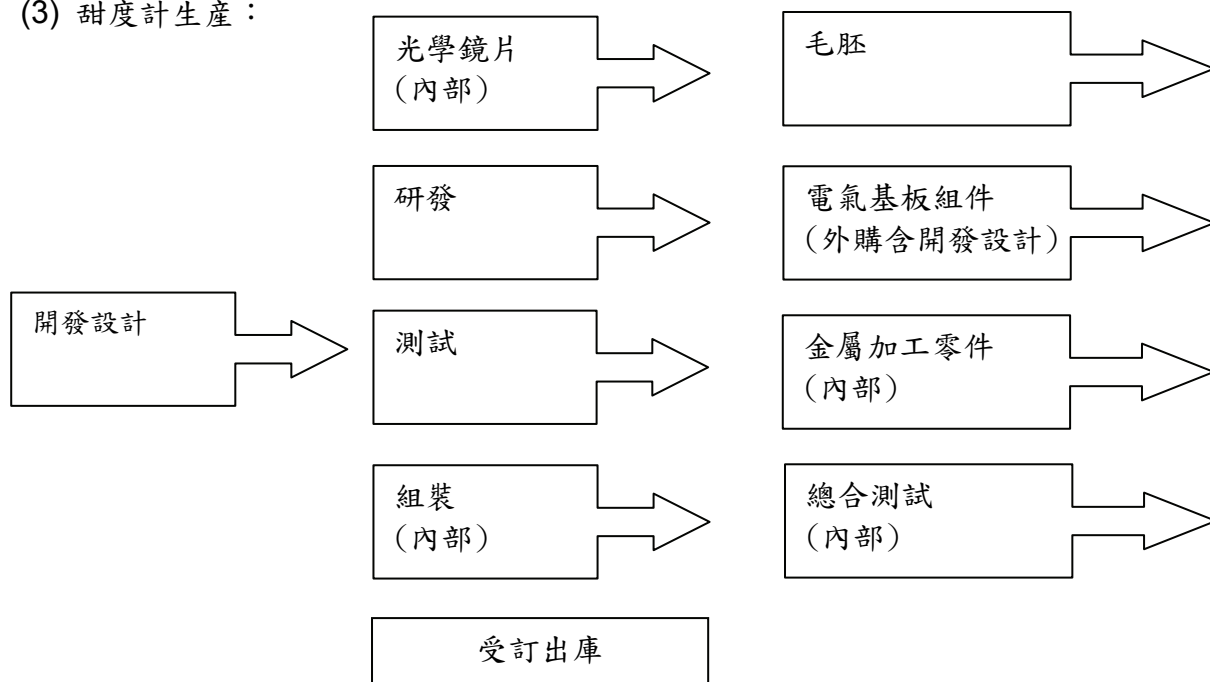 (3) 甜度計生產：
光學鏡片
(內部)
毛胚
研發
電氣基板組件
(外購含開發設計)
開發設計
測試
金屬加工零件
(內部)
組裝
(內部)
總合測試
(內部)
受訂出庫